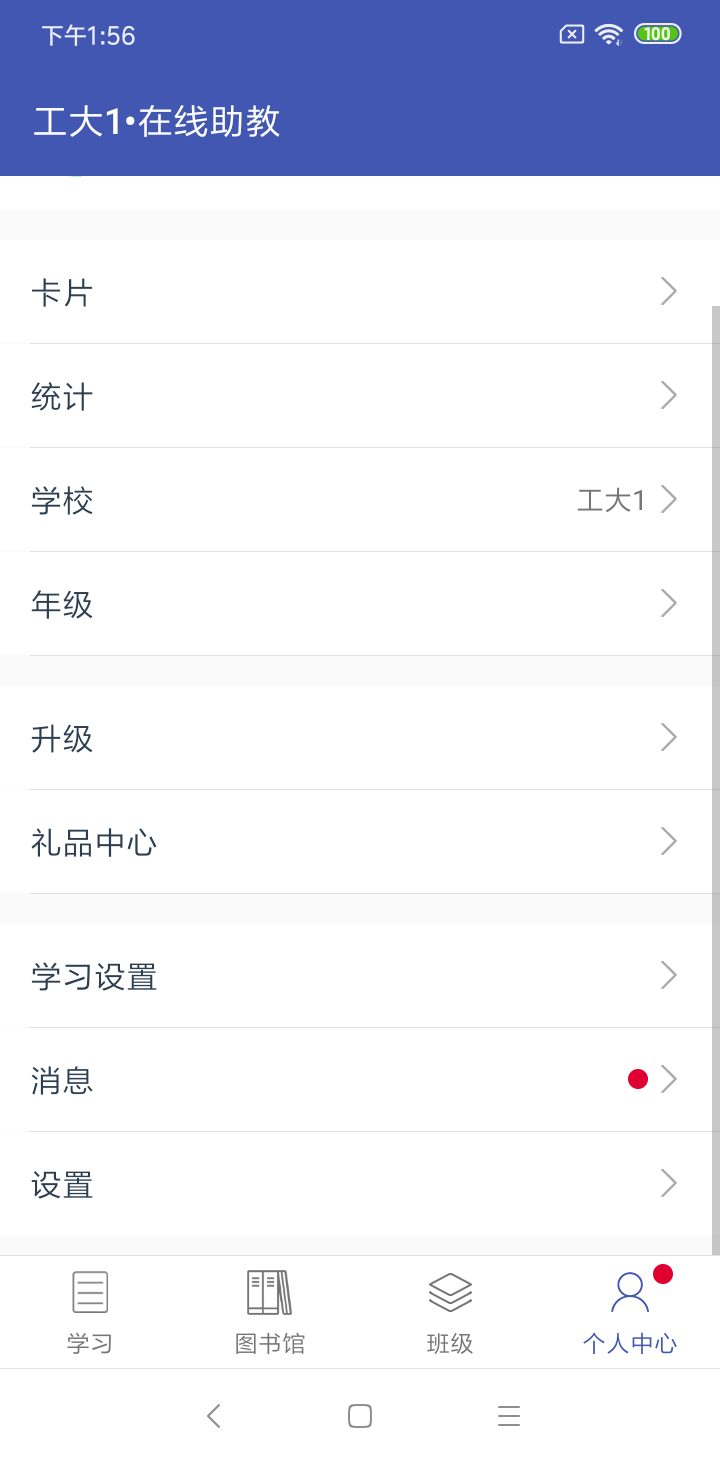 下午1:56
100
工大1•在线助教
卡片
统计
学校
工大1
年级
升级
礼品中心
学习设置
消息
设置
学习
图书馆
班级
个人中心